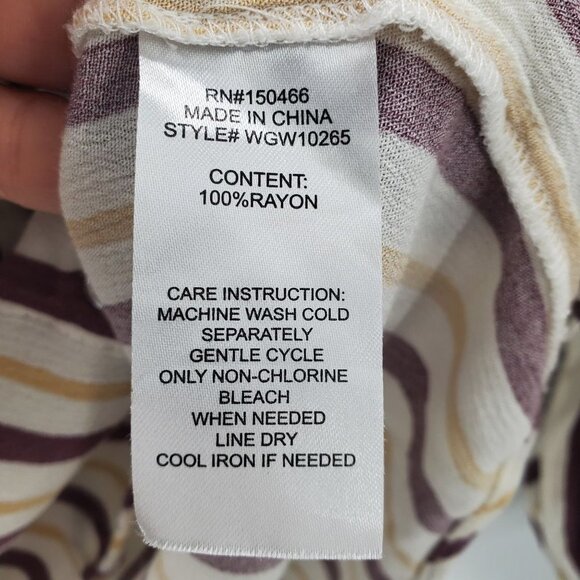 RN#150466
MADE IN CHINA
STYLE# WGW10265
CONTENT:
100%RAYON
CARE INSTRUCTION:
MACHINE WASH COLD
SEPARATELY
GENTLE CYCLE
ONLY NON-CHLORINE
BLEACH
WHEN NEEDED
LINE DRY
COOL IRON IF NEEDED